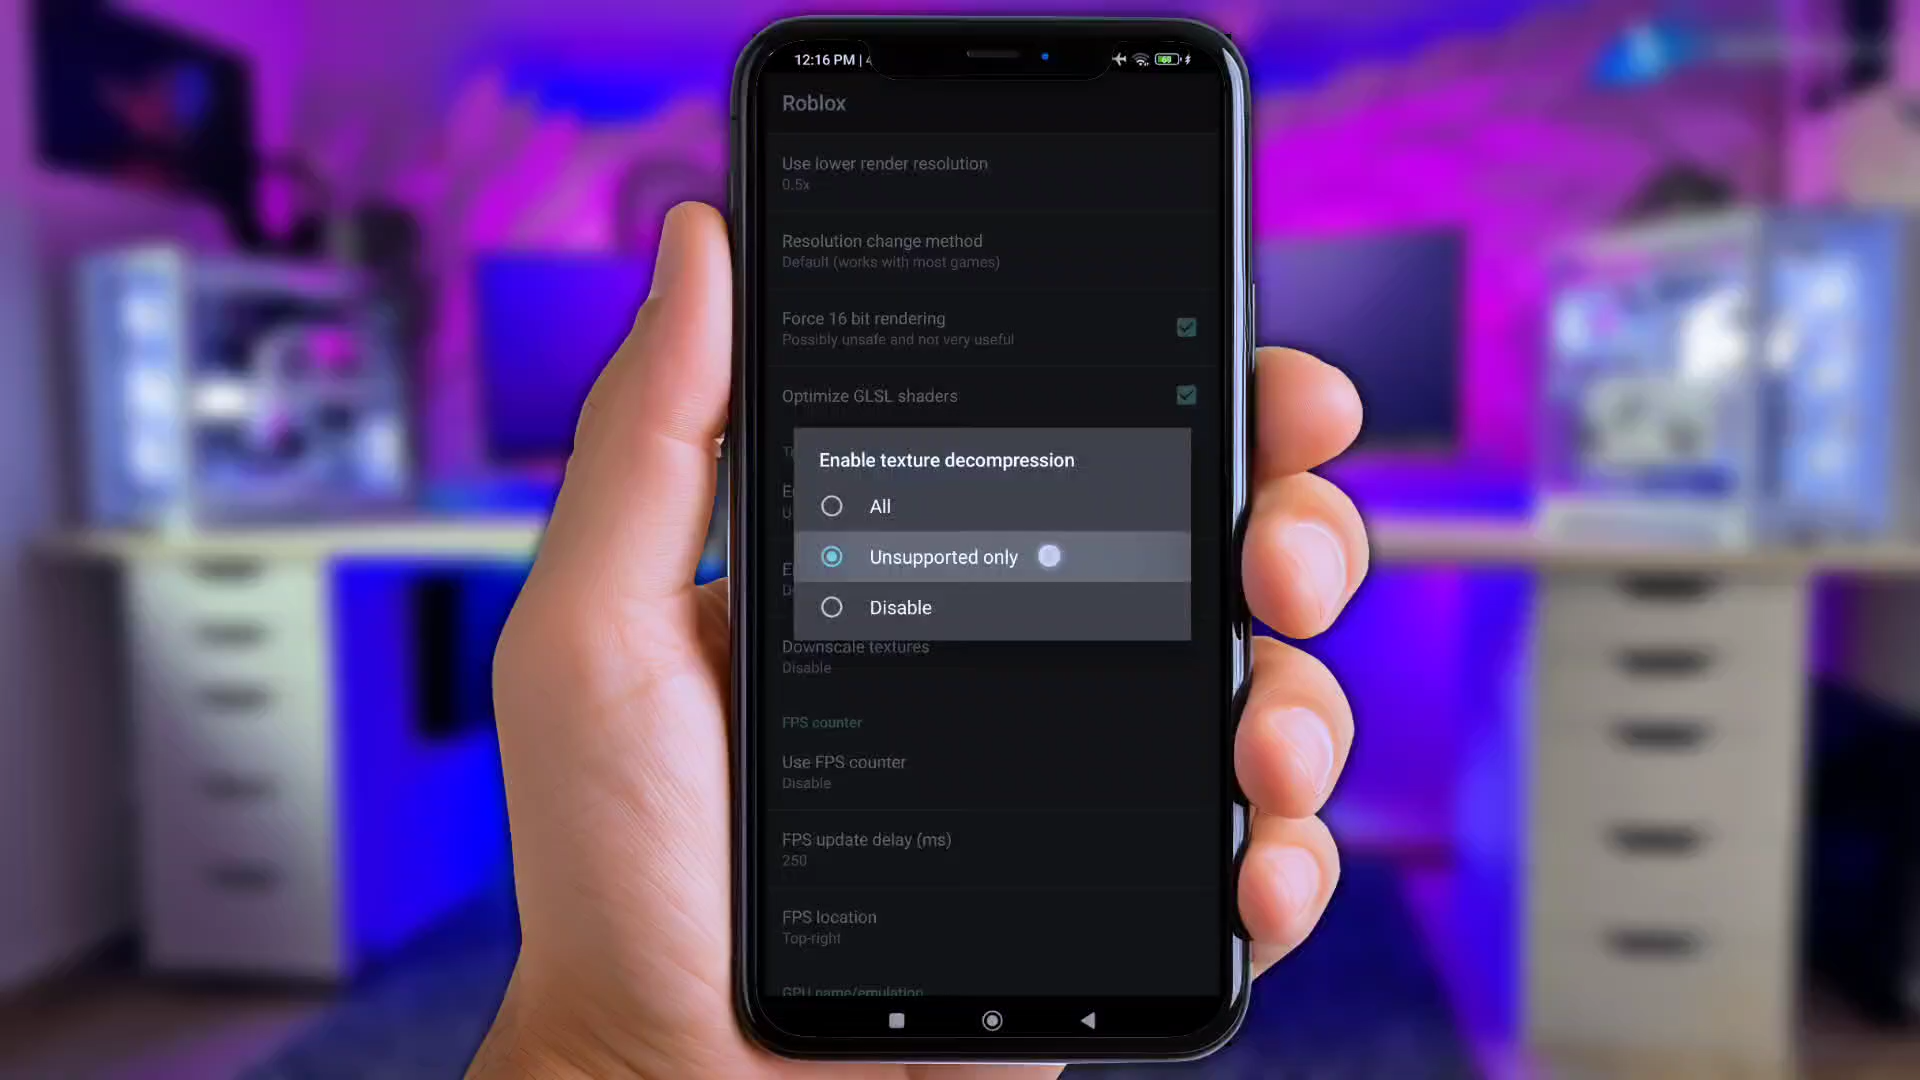 12:16 PM |
69
Roblox
Use lower render resolution
0.5x
Resolution change method
Default (works with most games)
Force 16 bit rendering
Possibly unsafe and not very useful
Optimize GLSL shaders
Enable texture decompression
All
Unsupported only
Disable
Downscale textures
Disable
FPS counter
Use FPS counter
Disable
FPS update delay (ms)
250
FPS location
Top-right
GPU name/emulation